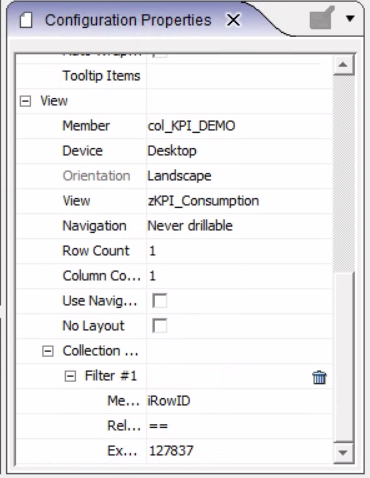 Configuration Properties
Tooltip Items
View
Member col_KPI_DEMO
Device Desktop
Orientation Landscape
View zKPI_Consumption
Navigation Never drillable
Row Count 1
Column Co... 1
Use Navig...
No Layout
Collection ...
Filter #1
Me... iRowID
Rel... ==
Ex... 127837